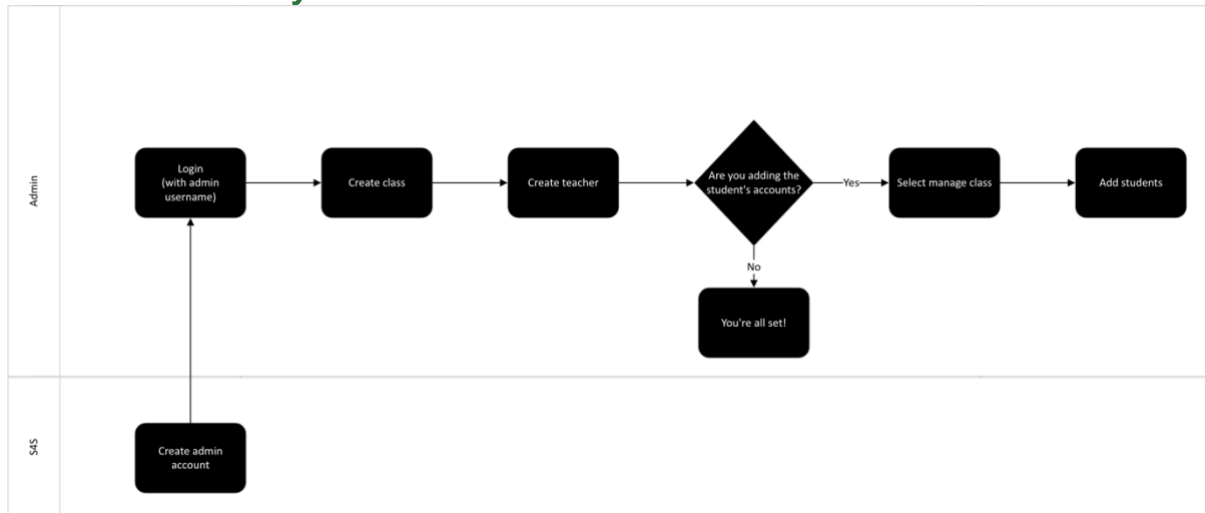 Admin
Login
(with admin
username)
Create class
Create teacher
Are you adding the
student's accounts?
Yes
Select manage class
Add students
No
You're all set!
S4S
Create admin
account